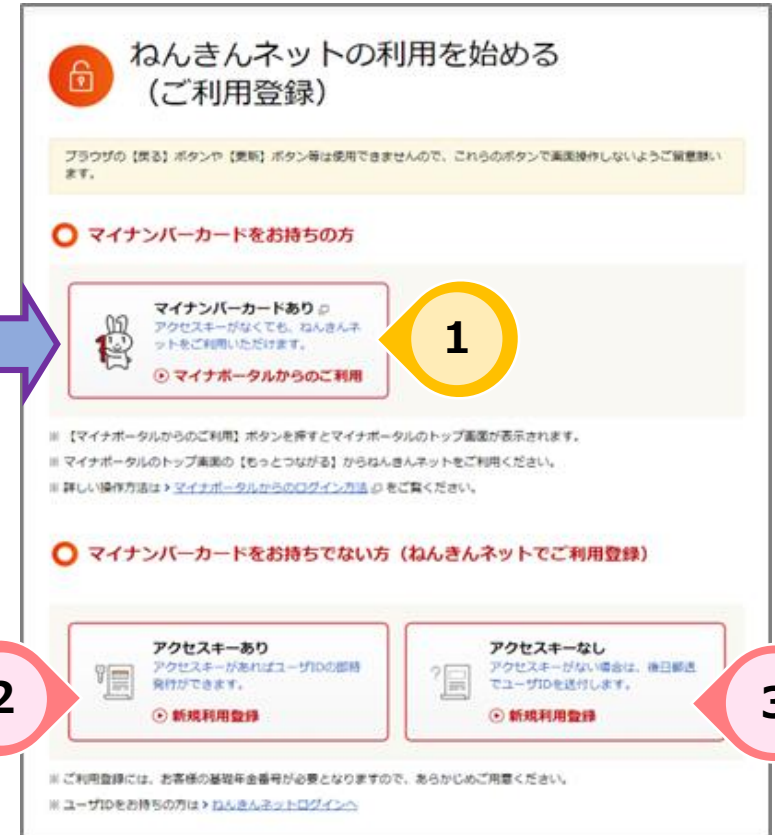 ねんきんネットの利用を始める
(ご利用登録)
ブラウザの【戻る】ボタンや【更新】ボタン等は使用できませんので、これらのボタンで画面操作しないようご留意願い
ます。
マイナンバーカードをお持ちの方
マイナンバーカードあり
アクセスキーがなくても、ねんきんネ
ットをご利用いただけます。
マイナポータルからのご利用
1
※ 【マイナポータルからのご利用】ボタンを押すとマイナポータルのトップ画面が表示されます。
※ マイナポータルのトップ画面の【もっとつながる】からねんきんネットをご利用ください。
※ 詳しい操作方法は マイナポータルからのログイン方法 をご覧ください。
マイナンバーカードをお持ちでない方(ねんきんネットでご利用登録)
2
アクセスキーあり
アクセスキーがあればユーザIDの即時
発行ができます。
新規利用登録
アクセスキーなし
アクセスキーがない場合は、後日郵送
でユーザIDを送付します。
新規利用登録
3
※ ご利用登録には、お客様の基礎年金番号が必要となりますので、あらかじめご用意ください。
※ ユーザIDをお持ちの方は ねんきんネットログインへ